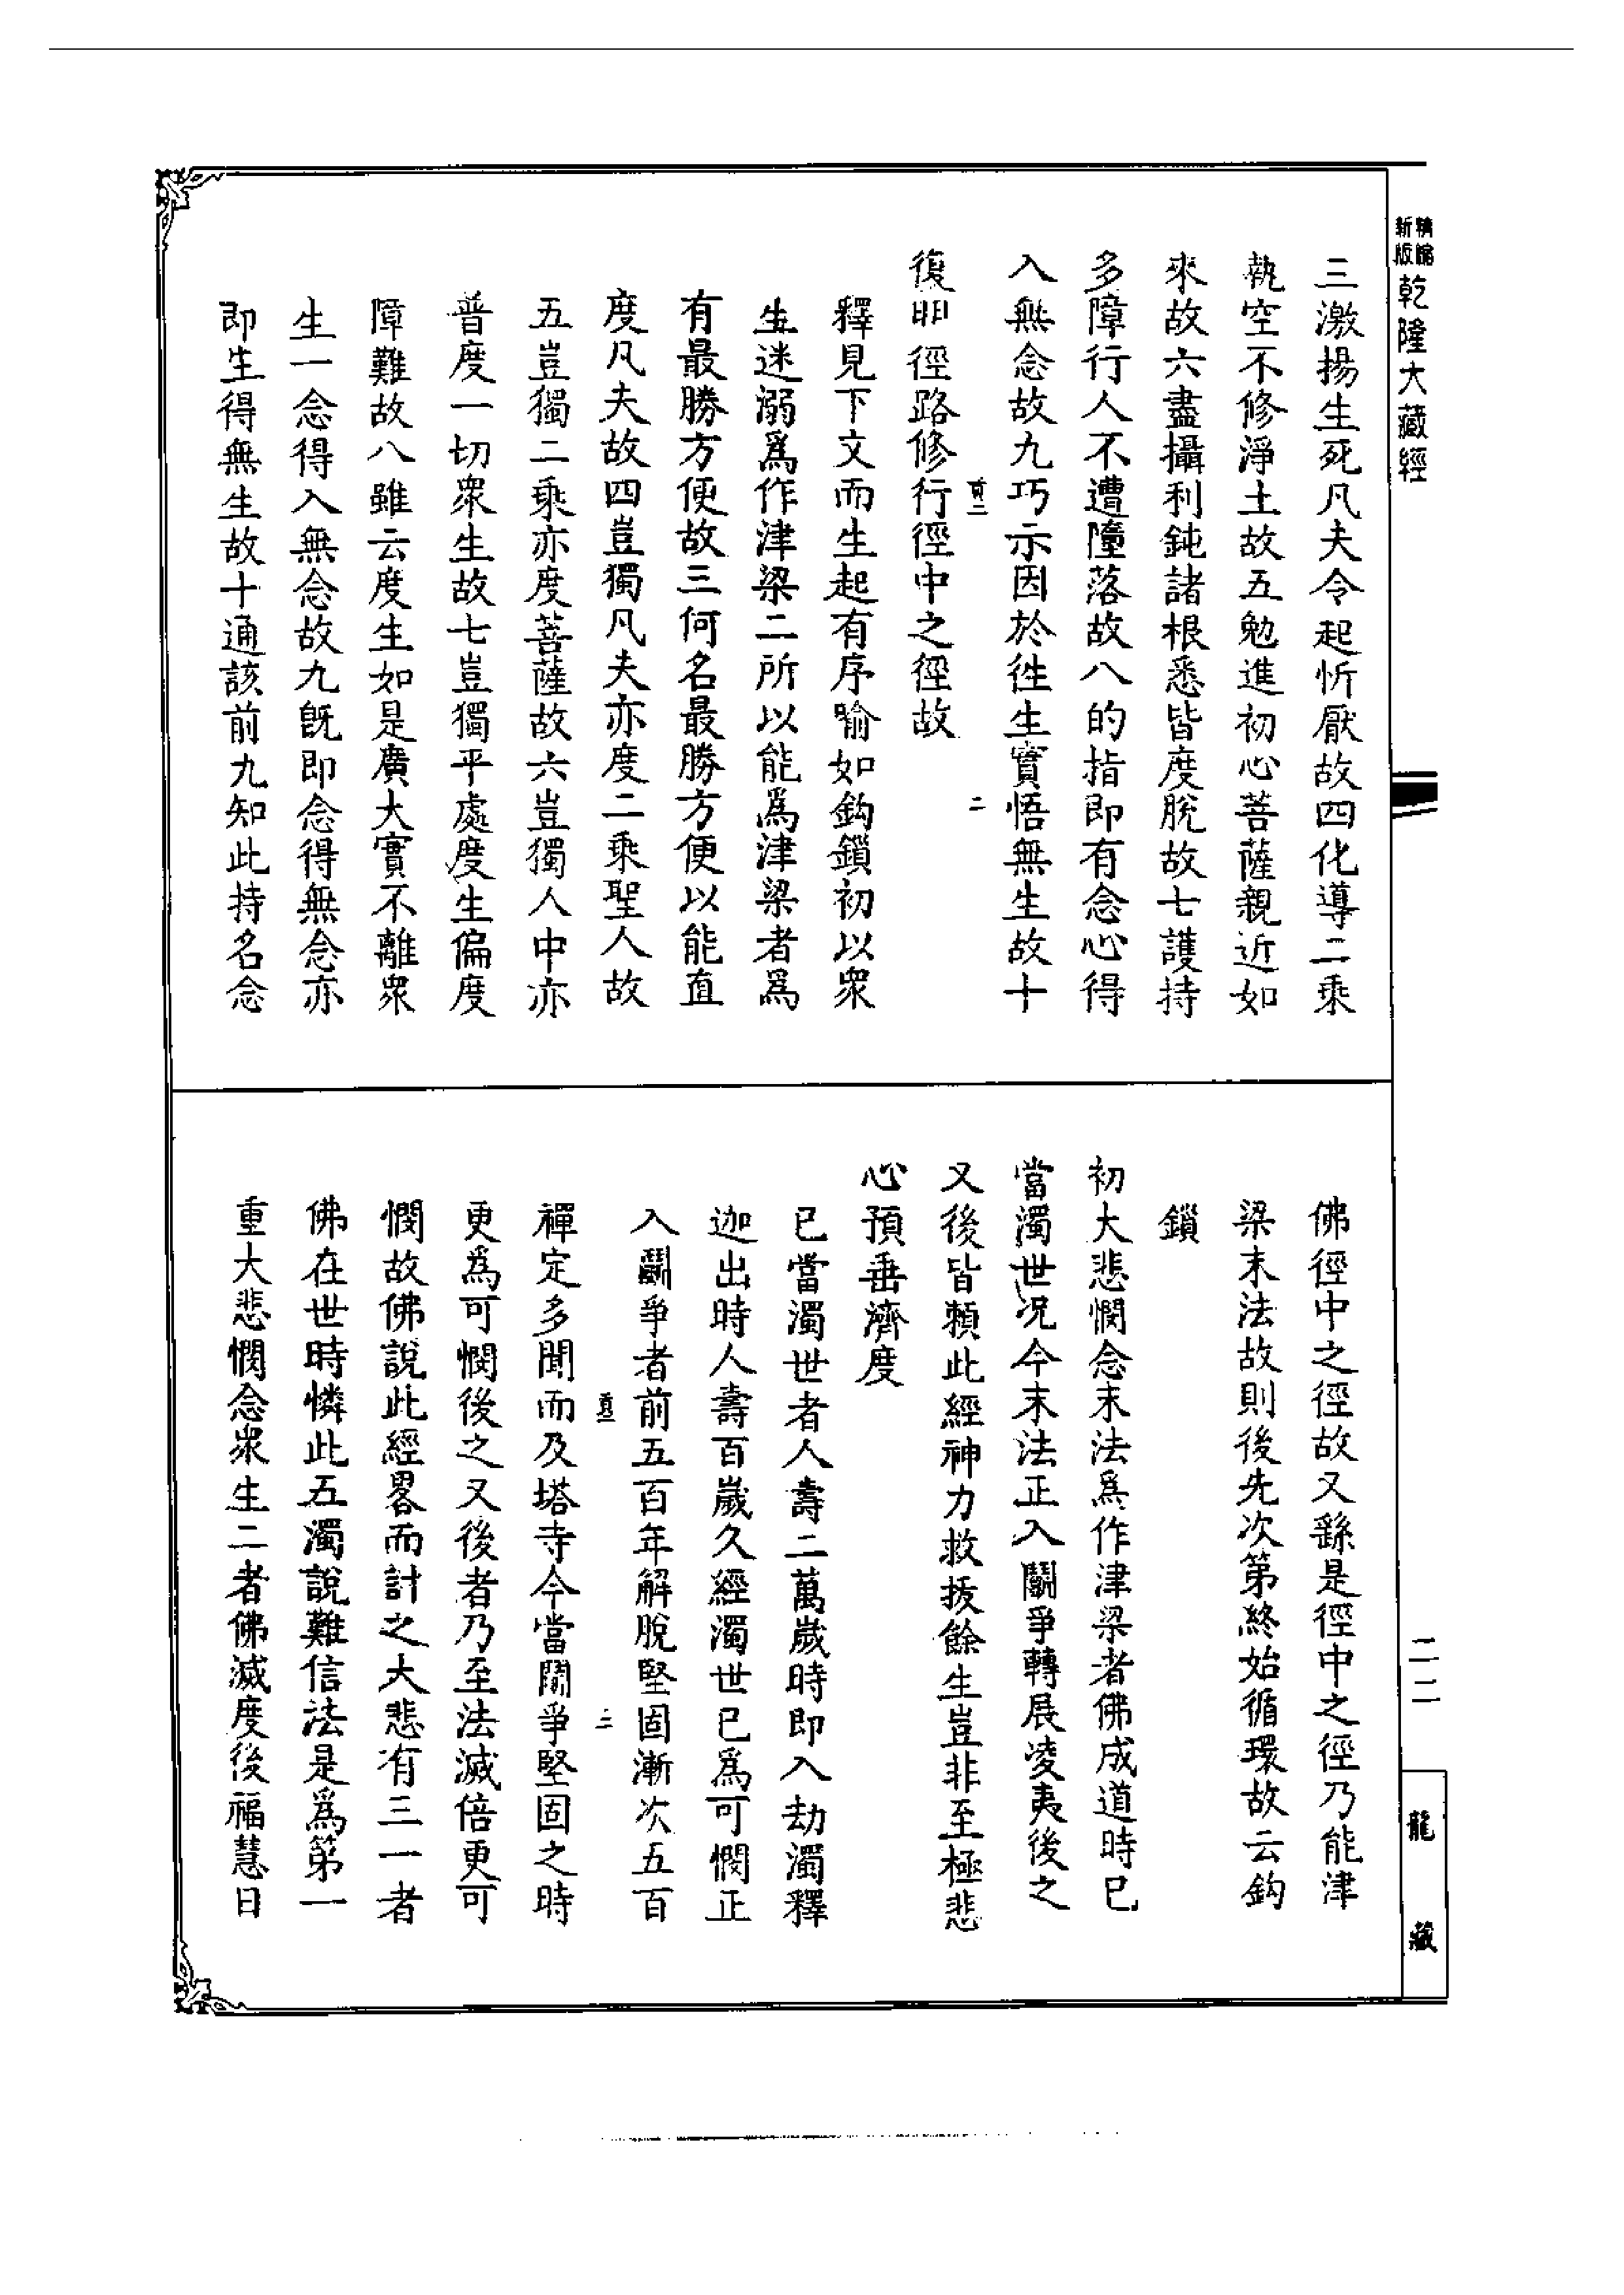 新版精縮乾隆大藏經
三激揚生死凡夫令起忻厭故四化導二乘
執空不修淨土故五勉進初心菩薩親近如
來故六盡攝利鈍諸根悉皆度脫故七護持
多障行人不遭墮落故八的指即有念心得
入無念故九巧示因於徃生實悟無生故十
復明徑路修行徑中之徑故
釋見下文而生起有序喻如鈎鎖初以衆
生迷溺爲作津梁二所以能爲津梁者爲
有最勝方便故三何名最勝方便以能直
度凡夫故四豈獨凡夫亦度二乘聖人故
五豈獨二乘亦度菩薩故六豈獨人中亦
普度一切衆生故七豈獨平處度生偏度
障難故八雖云度生如是廣大實不離衆
生一念得入無念故九旣即念得無念亦
即生得無生故十通該前九知此持名念
佛徑中之徑故又繇是徑中之徑乃能津
梁末法故則後先次第終始循環故云鈎
鎖
初大悲憫念末法爲作津梁者佛成道時已
當濁世况今末法正入鬭爭轉展凌夷後之
又後皆賴此經神力救拔餘生豈非至極悲
心預垂濟度
已當濁世者人壽二萬歲時即入劫濁釋
迦出時人壽百歲久經濁世已爲可憫正
入鬭爭者前五百年解脫堅固漸次五百
禪定多聞而及塔寺今當鬭爭堅固之時
更爲可憫後之又後者乃至法滅倍更可
憫故佛說此經畧而計之大悲有三一者
佛在世時憐此五濁說難信法是爲第一
重大悲憫念衆生二者佛滅度後福慧日
二二
龍藏